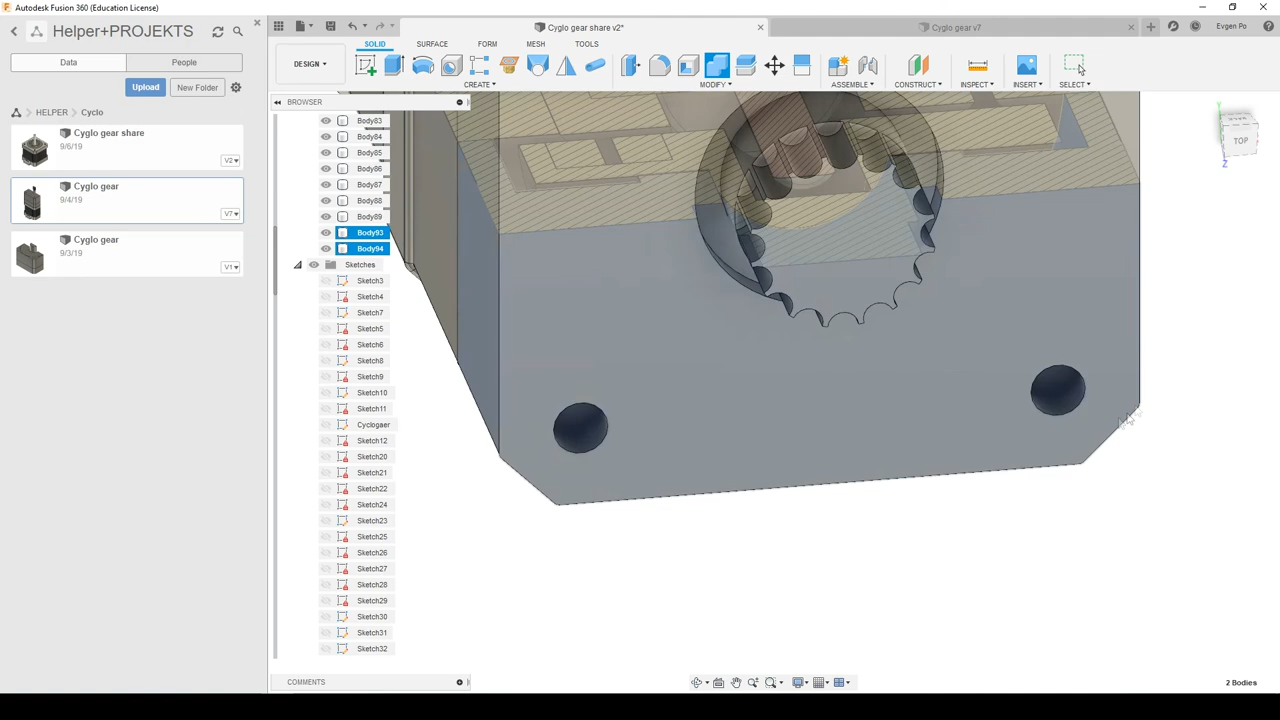 Autodesk Fusion 360 (Education License)
Helper+PROJEKTS
Cyglo gear share v2*
Cyglo gear v7
Evgen Po
Data
People
Upload
New Folder
HELPER
Cyclo
Cyglo gear share
9/6/19
V2
Cyglo gear
9/4/19
V7
Cyglo gear
9/3/19
V1
SOLID
SURFACE
FORM
MESH
TOOLS
DESIGN
CREATE
MODIFY
ASSEMBLE
CONSTRUCT
INSPECT
INSERT
SELECT
BROWSER
Body83
Body84
Body85
Body86
Body87
Body88
Body89
Body93
Body94
Sketches
Sketch3
Sketch4
Sketch7
Sketch5
Sketch6
Sketch8
Sketch9
Sketch10
Sketch11
Cyclogaer
Sketch12
Sketch20
Sketch21
Sketch22
Sketch24
Sketch23
Sketch25
Sketch26
Sketch27
Sketch28
Sketch29
Sketch30
Sketch31
Sketch32
Y
TOP
Z
COMMENTS
2 Bodies